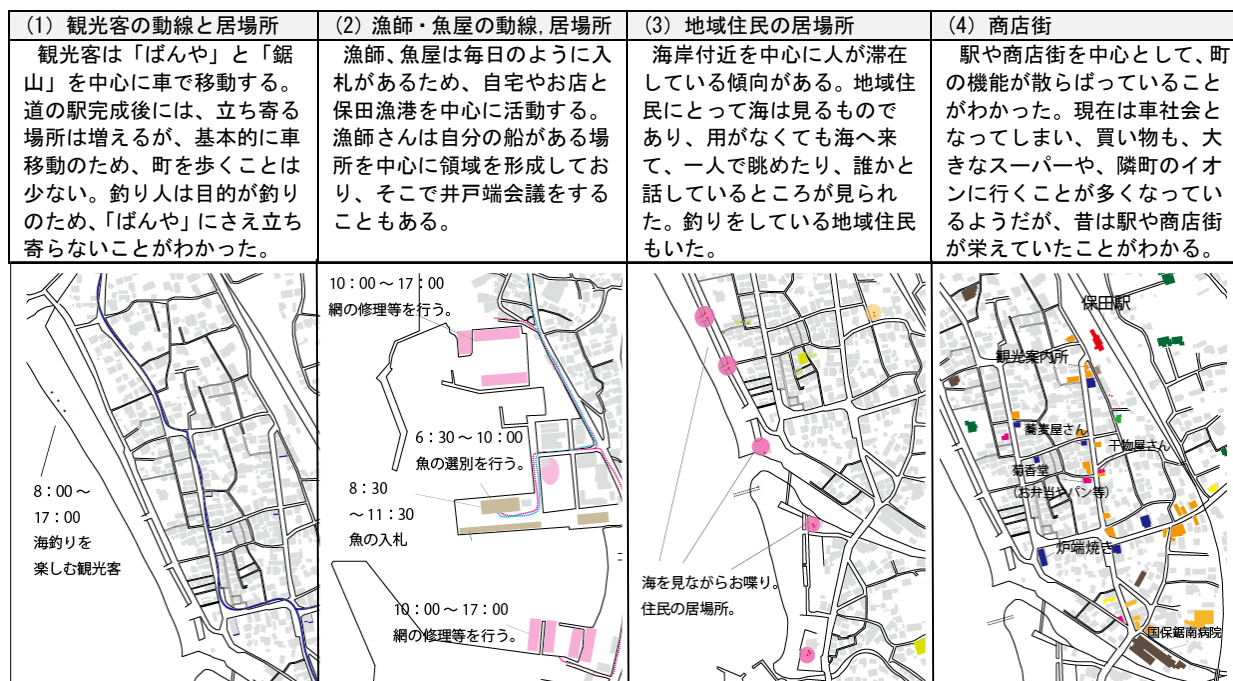 (1) 観光客の動線と居場所
観光客は「ばんや」と「鋸
山」を中心に車で移動する。
道の駅完成後には、立ち寄る
場所は増えるが、基本的に車
移動のため、町を歩くことは
少ない。釣り人は目的が釣り
のため、「ばんや」にさえ立ち
寄らないことがわかった。
8：00～
17：00
海釣りを
楽しむ観光客
(2) 漁師・魚屋の動線,居場所
漁師、魚屋は毎日のように入
札があるため、自宅やお店と
保田漁港を中心に活動する。
漁師さんは自分の船がある場
所を中心に領域を形成してお
り、そこで井戸端会議をする
こともある。
10：00～17：00
網の修理等を行う。
6：30～10：00
魚の選別を行う。
8：30
～11：30
魚の入札
10：00～17：00
網の修理等を行う。
(3) 地域住民の居場所
海岸付近を中心に人が滞在
している傾向がある。地域住
民にとって海は見るもので
あり、用がなくても海へ来
て、一人で眺めたり、誰かと
話しているところが見られ
た。釣りをしている地域住民
もいた。
海を見ながらお喋り。
住民の居場所。
(4) 商店街
駅や商店街を中心として、町
の機能が散らばっていること
がわかった。現在は車社会と
なってしまい、買い物も、大
きなスーパーや、隣町のイオ
ンに行くことが多くなってい
るようだが、昔は駅や商店街
が栄えていたことがわかる。
保田駅
観光案内所
蕎麦屋さん
干物屋さん
菊香堂
（お弁当やパン等）
炉端焼き
国保鋸南病院